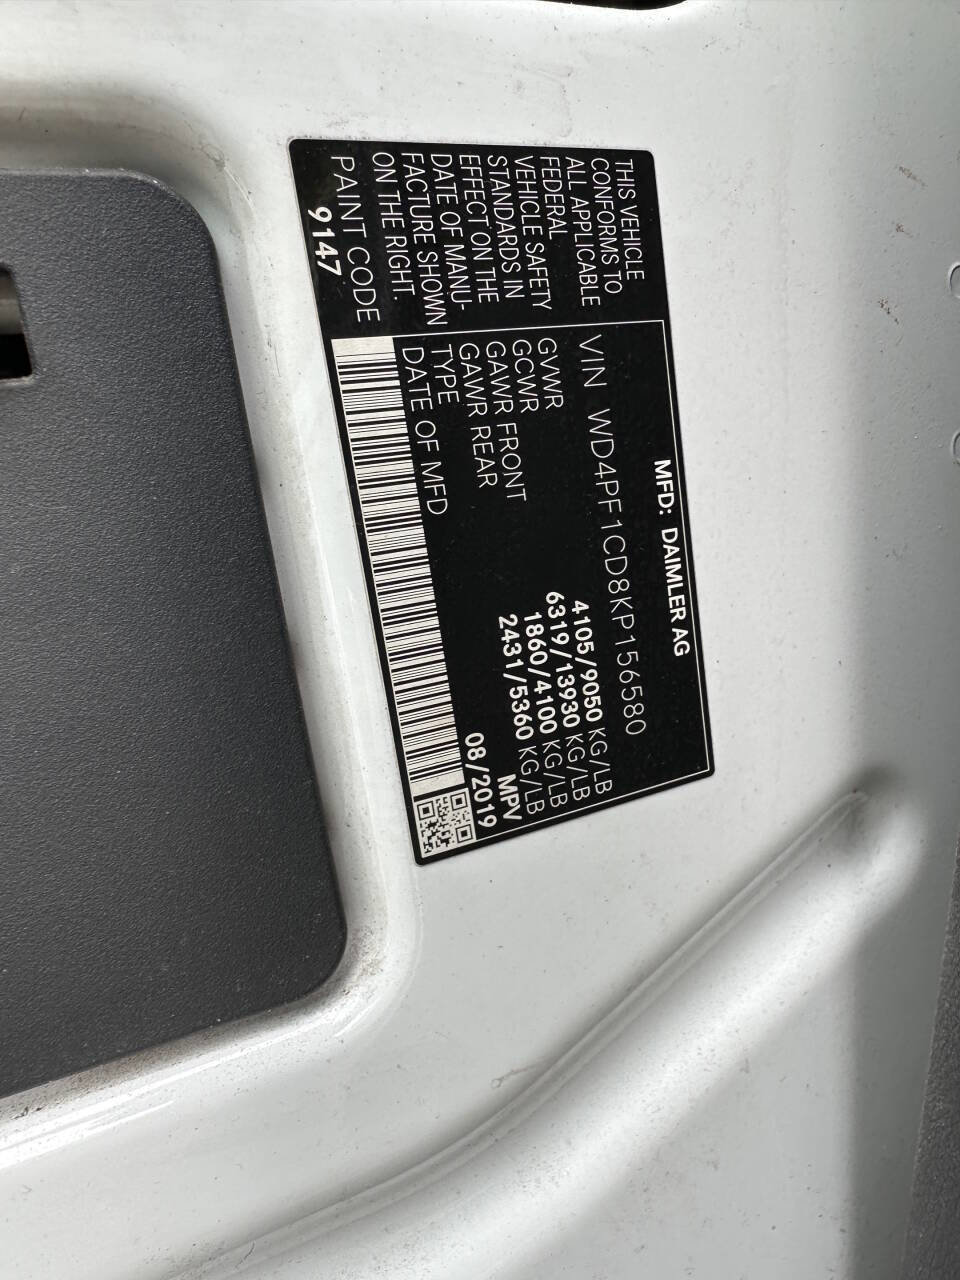 MFD: DAIMLER AG
THIS VEHICLE
CONFORMS TO
ALL APPLICABLE
FEDERAL
VEHICLE SAFETY
STANDARDS IN
EFFECT ON THE
DATE OF MANU-
FACTURE SHOWN
ON THE RIGHT.
PAINT CODE
9147
VIN WD4PF1CD8KP156580
GVWR 4105/9050 KG/LB
GCWR 6319/13930 KG/LB
GAWR FRONT 1860/4100 KG/LB
GAWR REAR 2431/5360 KG/LB
TYPE MPV
DATE OF MFD 08/2019